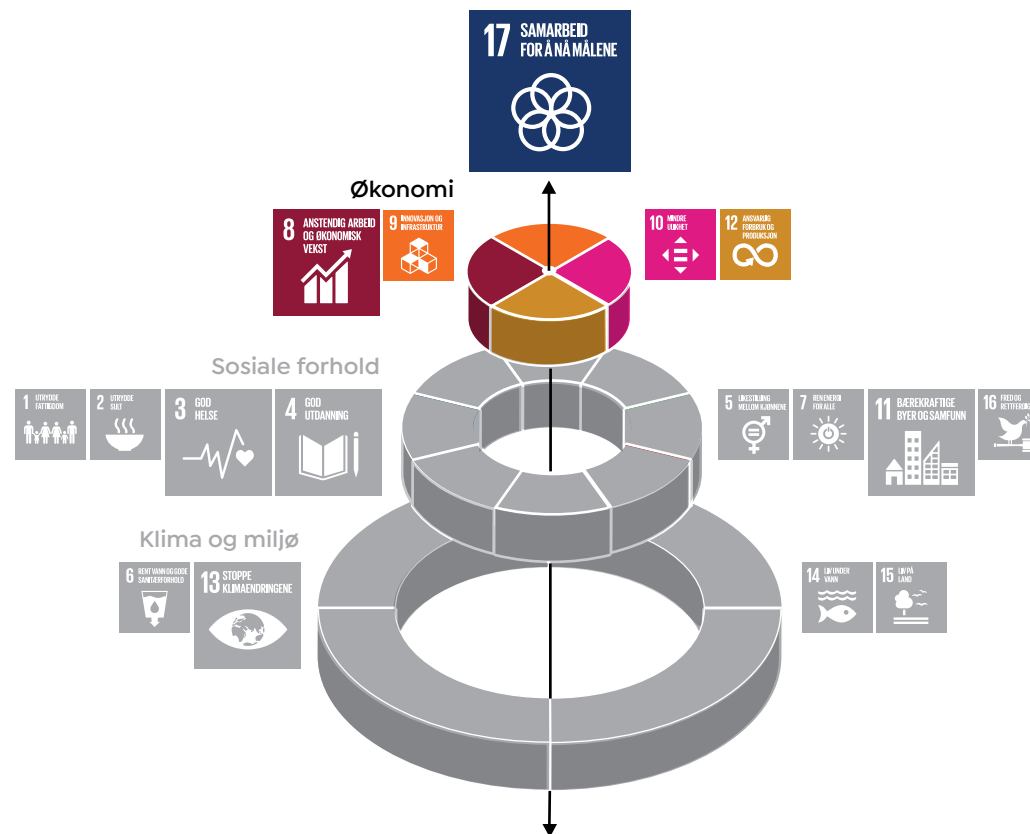 17 SAMARBEID
FOR Å NÅ MÅLENE
Økonomi
8 ANSTENDIG ARBEID
OG ØKONOMISK
VEKST
9 INNOVASJON OG
INFRASTRUKTUR
10 MINDRE
ULIKHET
12 ANSVARLIG
FORBRUK OG
PRODUKSJON
Sosiale forhold
1 UTRYDDE
FATTIGDOM
2 UTRYDDE
SULT
3 GOD
HELSE
4 GOD
UTDANNING
5 LIKESTILLING
MELLOM KJØNNENE
7 REN ENERGI
FOR ALLE
11 BÆREKRAFTIGE
BYER OG SAMFUNN
16 FRED OG
RETTFERDIG
Klima og miljø
6 RENT VANN OG GODE
SANITÆRFORHOLD
13 STOPPE
KLIMAENDRINGENE
14 LIV UNDER
VANN
15 LIV PÅ
LAND